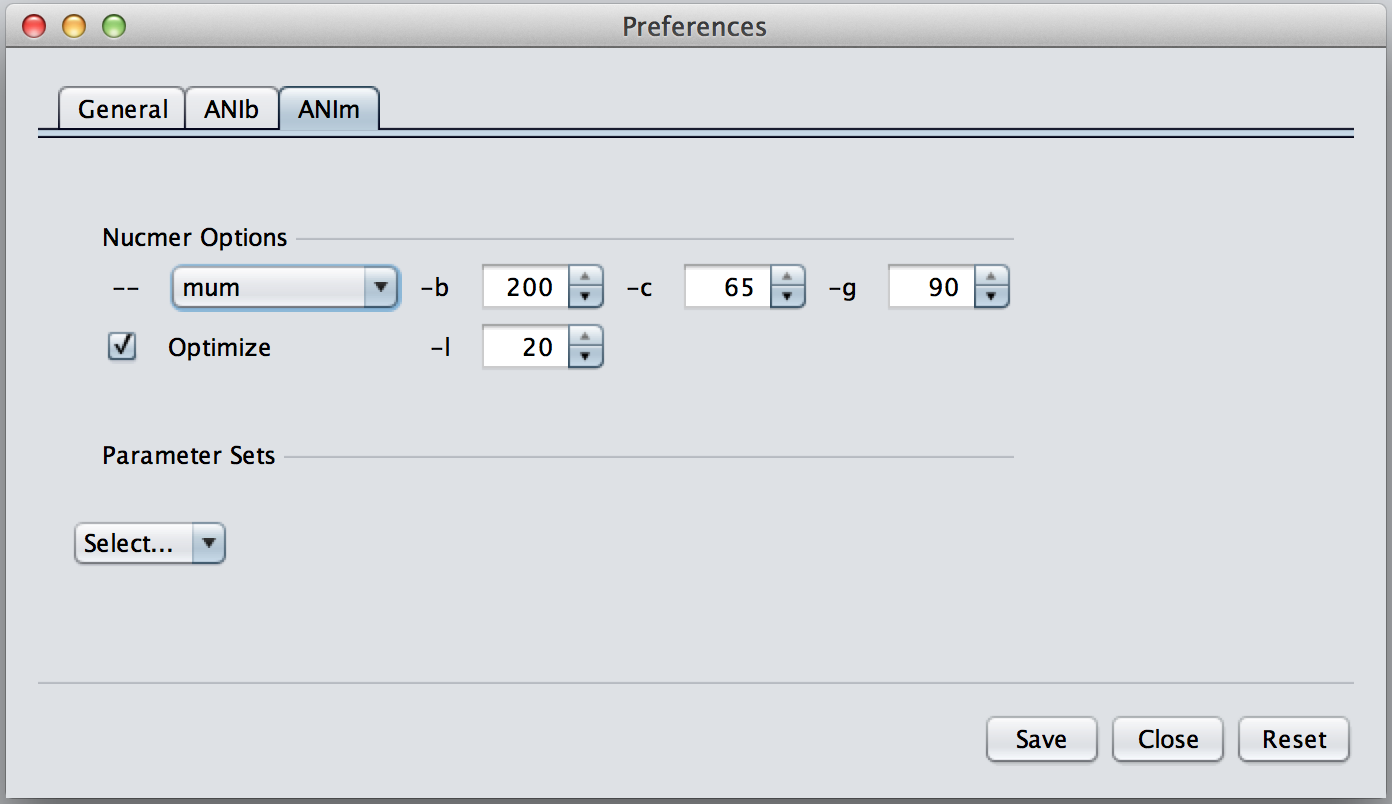 Preferences
General ANIb ANIm
Nucmer Options
-- mum -b 200 -c 65 -g 90
Optimize -l 20
Parameter Sets
Select...
Save Close Reset